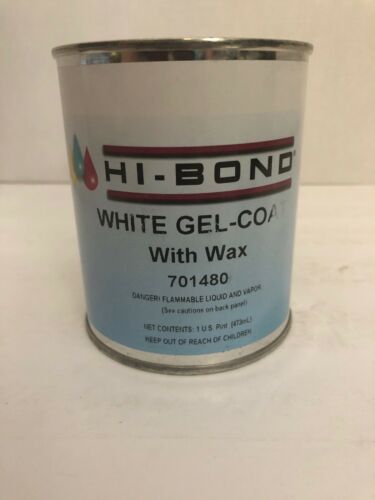 HI-BOND®
WHITE GEL-COAT
With Wax
701480
DANGER! FLAMMABLE LIQUID AND VAPOR
(See cautions on back panel)
NET CONTENTS: 1 U.S. Pint (473mL)
KEEP OUT OF REACH OF CHILDREN